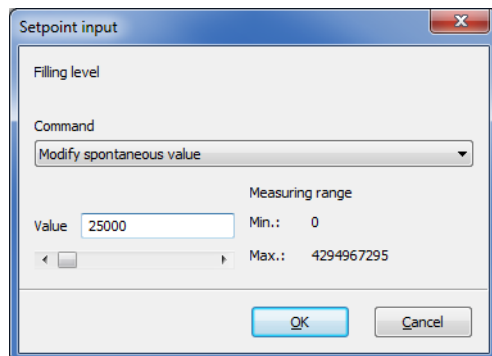 Setpoint input
Filling level
Command
Modify spontaneous value
Measuring range
Value 25000 Min.: 0
Max.: 4294967295
OK Cancel